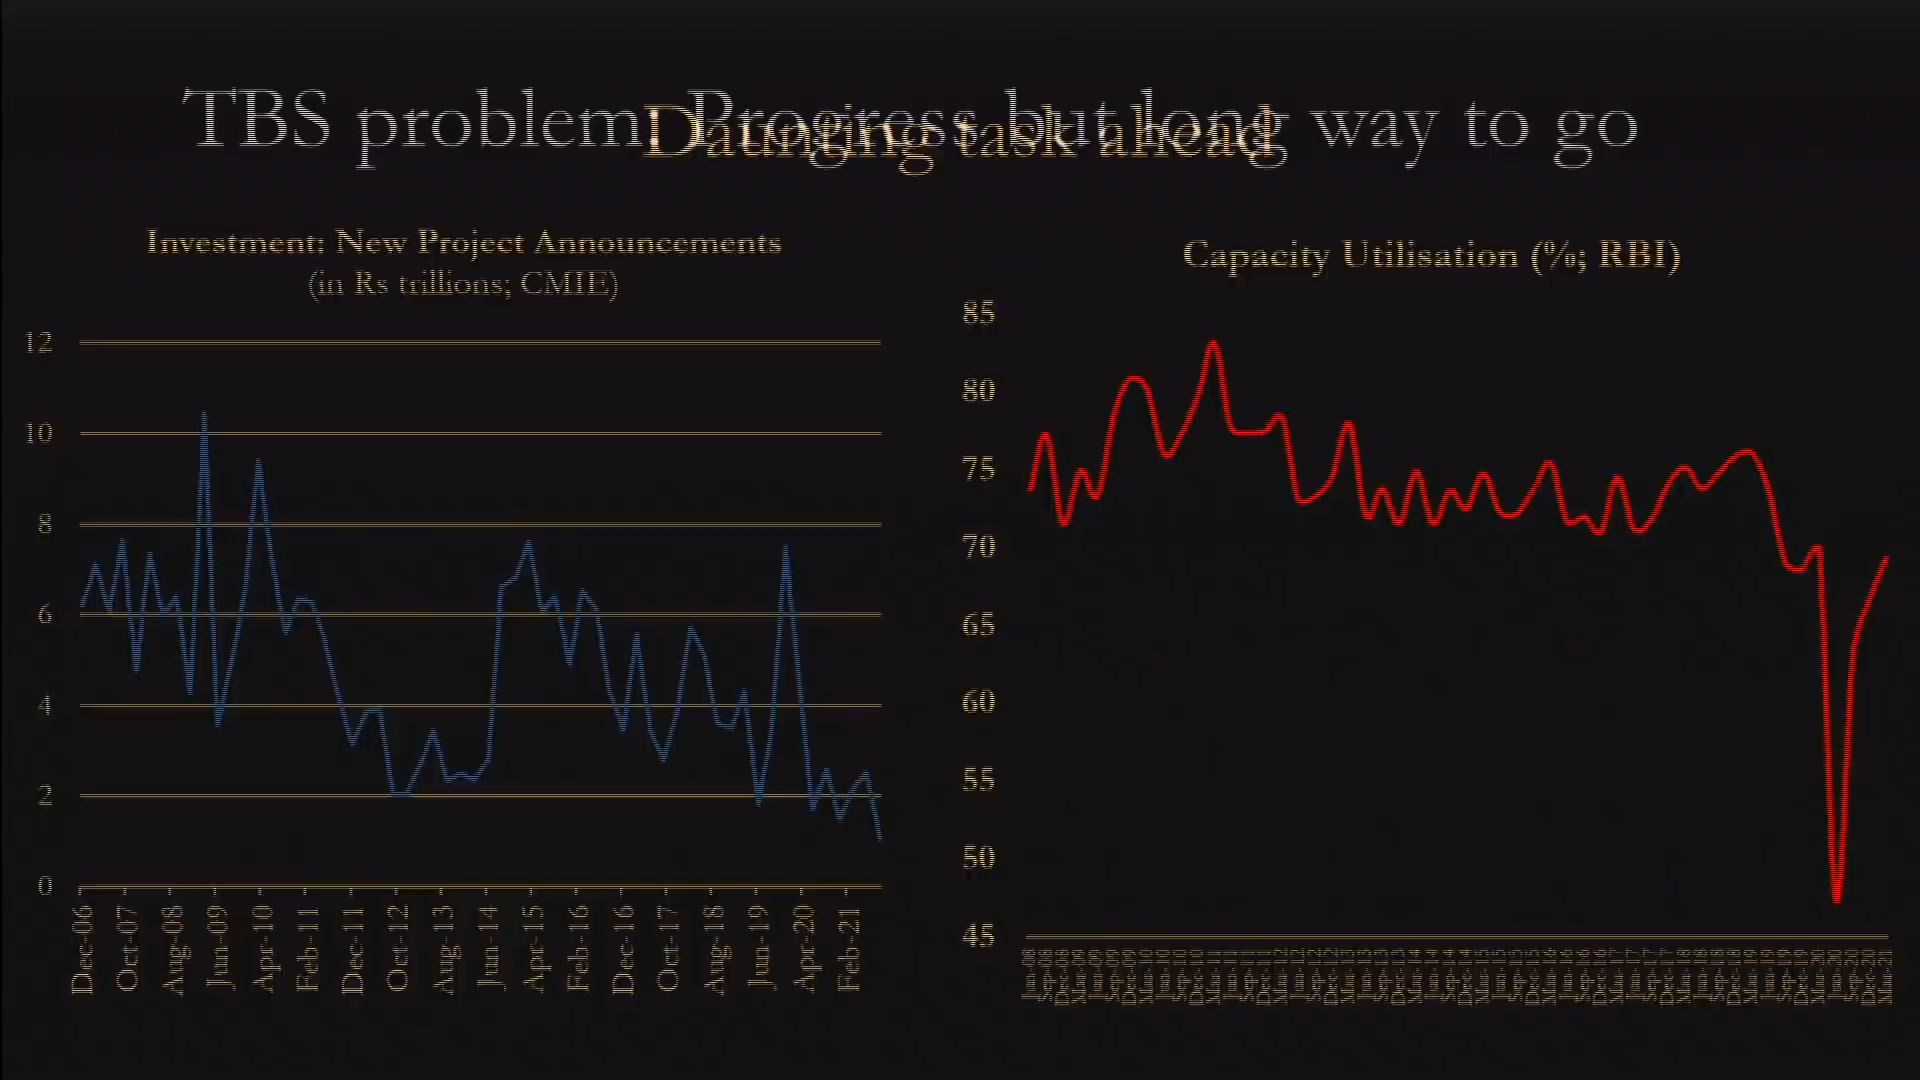 TBS problem: Progress but long way to go
Daunting task ahead
Investment: New Project Announcements
(in Rs trillions; CMIE)
12
10
8
6
4
2
0
Dec-06
Oct-07
Aug-08
Jun-09
Apr-10
Feb-11
Dec-11
Oct-12
Aug-13
Jun-14
Apr-15
Feb-16
Dec-16
Oct-17
Aug-18
Jun-19
Apr-20
Feb-21
Capacity Utilisation (%; RBI)
85
80
75
70
65
60
55
50
45